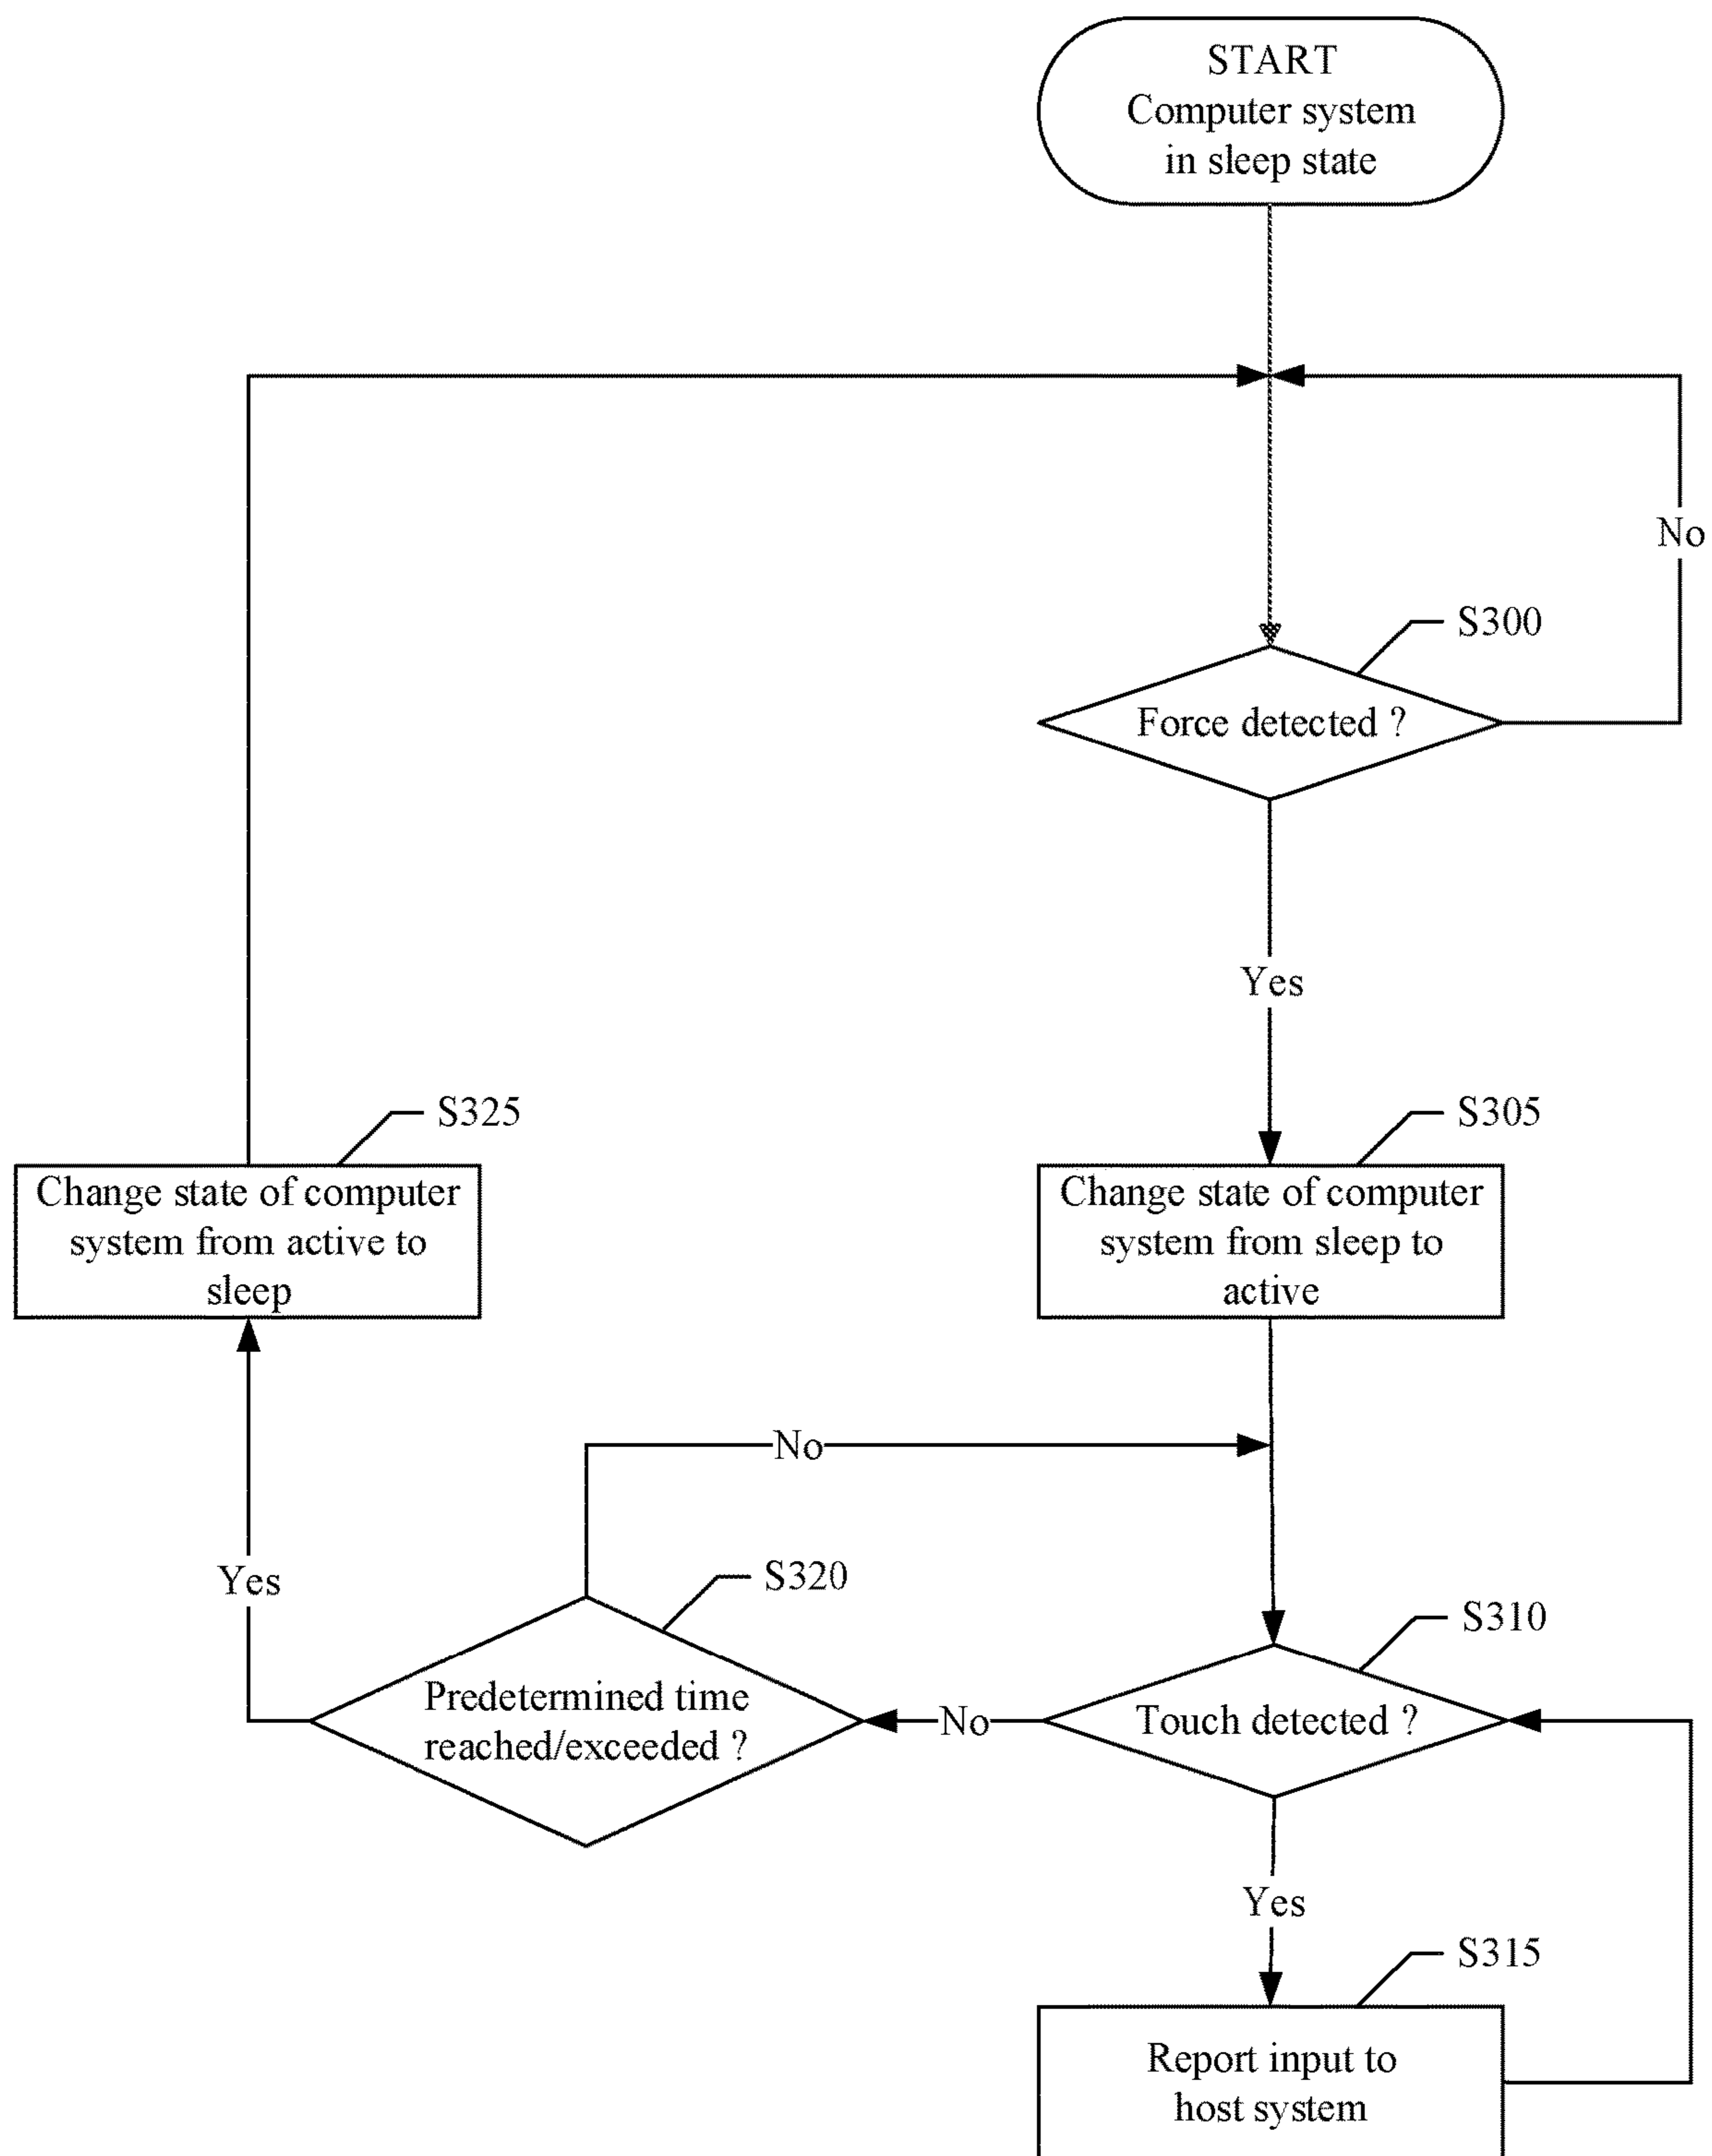 START
Computer system
in sleep state
No
S300
Force detected ?
Yes
S325
S305
Change state of computer
system from active to
sleep
Change state of computer
system from sleep to
active
No
Yes
S320
S310
Predetermined time
reached/exceeded ?
No
Touch detected ?
Yes
S315
Report input to
host system